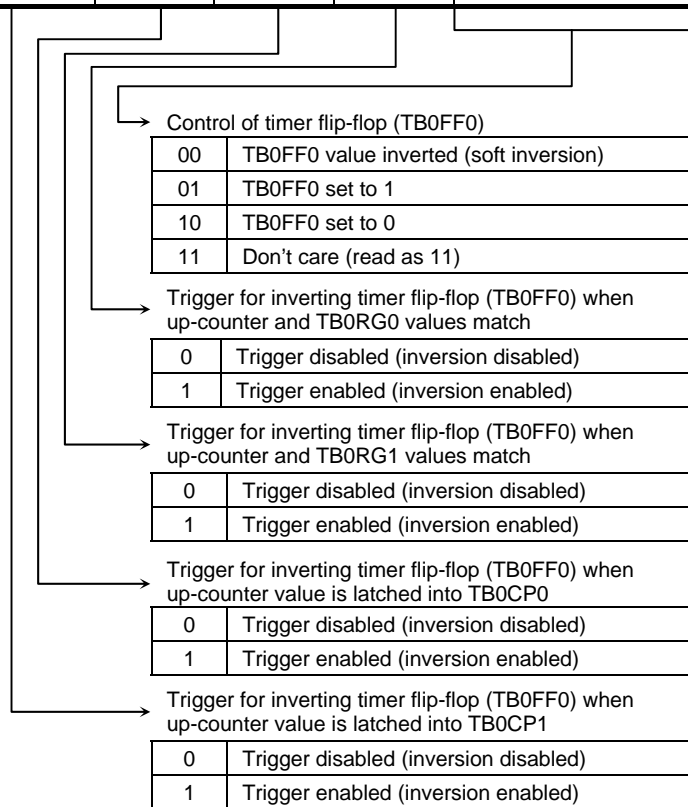 Control of timer flip-flop (TB0FF0)
00 TB0FF0 value inverted (soft inversion)
01 TB0FF0 set to 1
10 TB0FF0 set to 0
11 Don't care (read as 11)
Trigger for inverting timer flip-flop (TB0FF0) when
up-counter and TB0RG0 values match
0 Trigger disabled (inversion disabled)
1 Trigger enabled (inversion enabled)
Trigger for inverting timer flip-flop (TB0FF0) when
up-counter and TB0RG1 values match
0 Trigger disabled (inversion disabled)
1 Trigger enabled (inversion enabled)
Trigger for inverting timer flip-flop (TB0FF0) when
up-counter value is latched into TB0CP0
0 Trigger disabled (inversion disabled)
1 Trigger enabled (inversion enabled)
Trigger for inverting timer flip-flop (TB0FF0) when
up-counter value is latched into TB0CP1
0 Trigger disabled (inversion disabled)
1 Trigger enabled (inversion enabled)